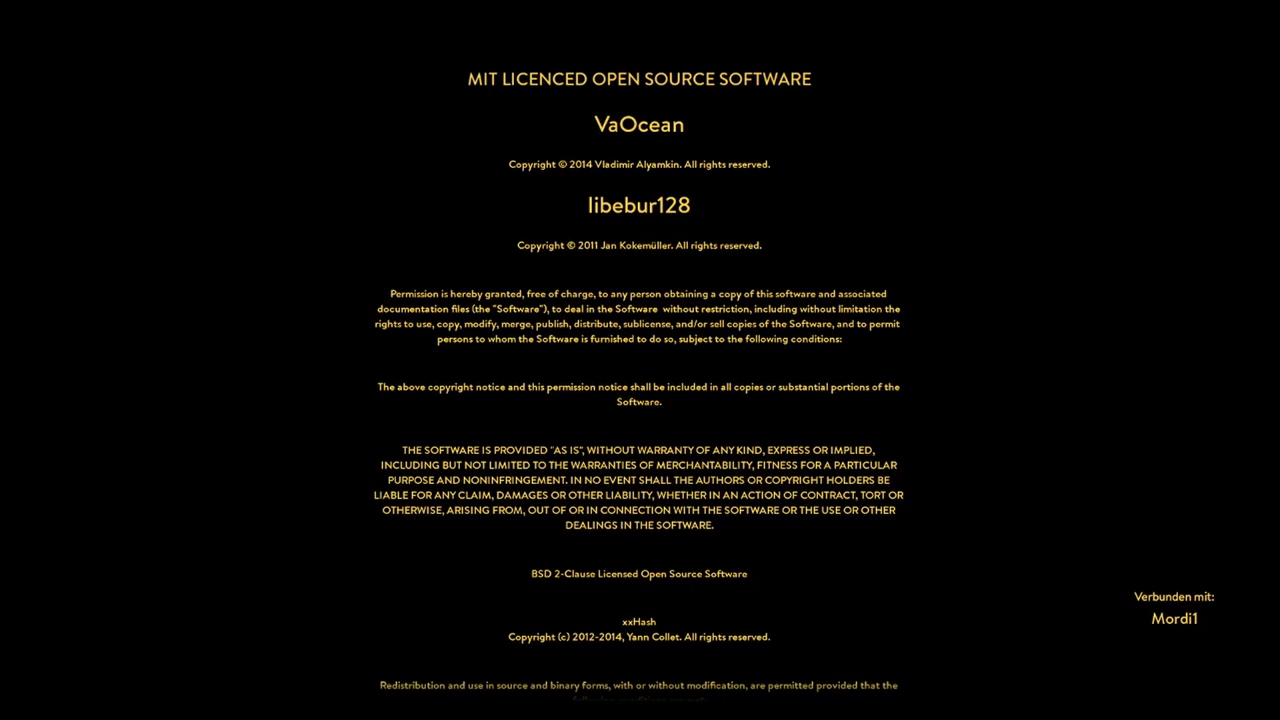 MIT LICENCED OPEN SOURCE SOFTWARE
VaOcean
Copyright © 2014 Vladimir Alyamkin. All rights reserved.
libebur128
Copyright © 2011 Jan Kokemüller. All rights reserved.
Permission is hereby granted, free of charge, to any person obtaining a copy of this software and associated
documentation files (the "Software"), to deal in the Software without restriction, including without limitation the
rights to use, copy, modify, merge, publish, distribute, sublicense, and/or sell copies of the Software, and to permit
persons to whom the Software is furnished to do so, subject to the following conditions:
The above copyright notice and this permission notice shall be included in all copies or substantial portions of the
Software.
THE SOFTWARE IS PROVIDED "AS IS", WITHOUT WARRANTY OF ANY KIND, EXPRESS OR IMPLIED,
INCLUDING BUT NOT LIMITED TO THE WARRANTIES OF MERCHANTABILITY, FITNESS FOR A PARTICULAR
PURPOSE AND NONINFRINGEMENT. IN NO EVENT SHALL THE AUTHORS OR COPYRIGHT HOLDERS BE
LIABLE FOR ANY CLAIM, DAMAGES OR OTHER LIABILITY, WHETHER IN AN ACTION OF CONTRACT, TORT OR
OTHERWISE, ARISING FROM, OUT OF OR IN CONNECTION WITH THE SOFTWARE OR THE USE OR OTHER
DEALINGS IN THE SOFTWARE.
BSD 2-Clause Licensed Open Source Software
Verbunden mit:
Mordi1
xxHash
Copyright (c) 2012-2014, Yann Collet. All rights reserved.
Redistribution and use in source and binary forms, with or without modification, are permitted provided that the